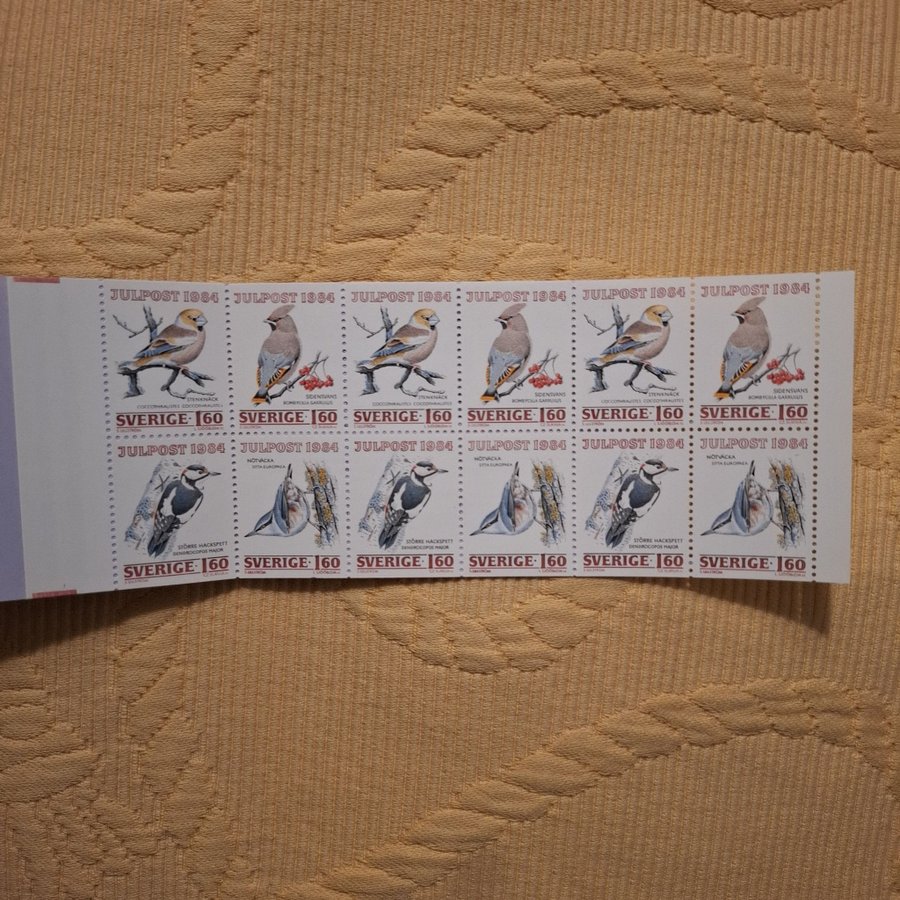 JULPOST 1984
STENKNÄCK
COCCOTHRAUSTES COCCOTHRAUSTES
SVERIGE · 1.60
JULPOST 1984
SIDENSVANS
BOMBYCILLA GARRULUS
SVERIGE · 1.60
JULPOST 1984
STENKNÄCK
COCCOTHRAUSTES COCCOTHRAUSTES
SVERIGE · 1.60
JULPOST 1984
SIDENSVANS
BOMBYCILLA GARRULUS
SVERIGE · 1.60
JULPOST 1984
STENKNÄCK
COCCOTHRAUSTES COCCOTHRAUSTES
SVERIGE · 1.60
JULPOST 1984
SIDENSVANS
BOMBYCILLA GARRULUS
SVERIGE · 1.60
JULPOST 1984
STÖRRE HACKSPETT
DENDROCOPOS MAJOR
SVERIGE · 1.60
JULPOST 1984
NÖTVÄCKA
SITTA EUROPAEA
SVERIGE · 1.60
JULPOST 1984
STÖRRE HACKSPETT
DENDROCOPOS MAJOR
SVERIGE · 1.60
JULPOST 1984
NÖTVÄCKA
SITTA EUROPAEA
SVERIGE · 1.60
JULPOST 1984
STÖRRE HACKSPETT
DENDROCOPOS MAJOR
SVERIGE · 1.60
JULPOST 1984
NÖTVÄCKA
SITTA EUROPAEA
SVERIGE · 1.60